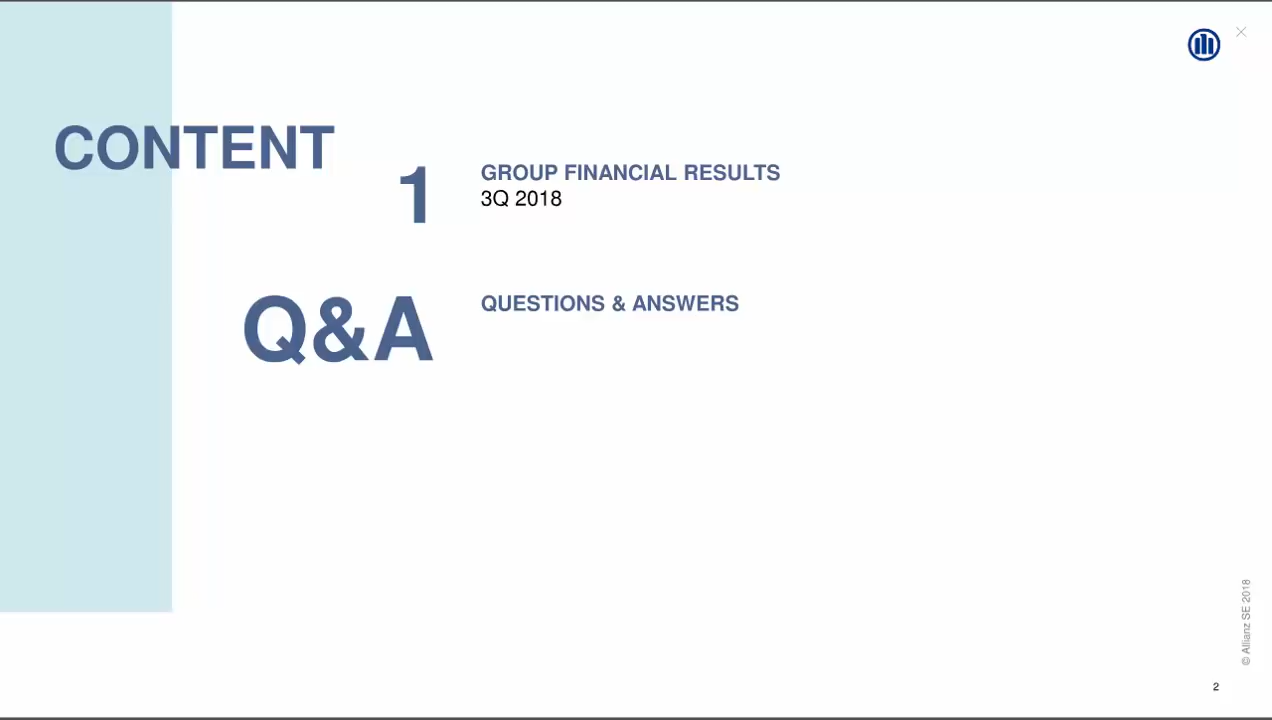 CONTENT
1
GROUP FINANCIAL RESULTS
3Q 2018
Q&A
QUESTIONS & ANSWERS
© Allianz SE 2018
2